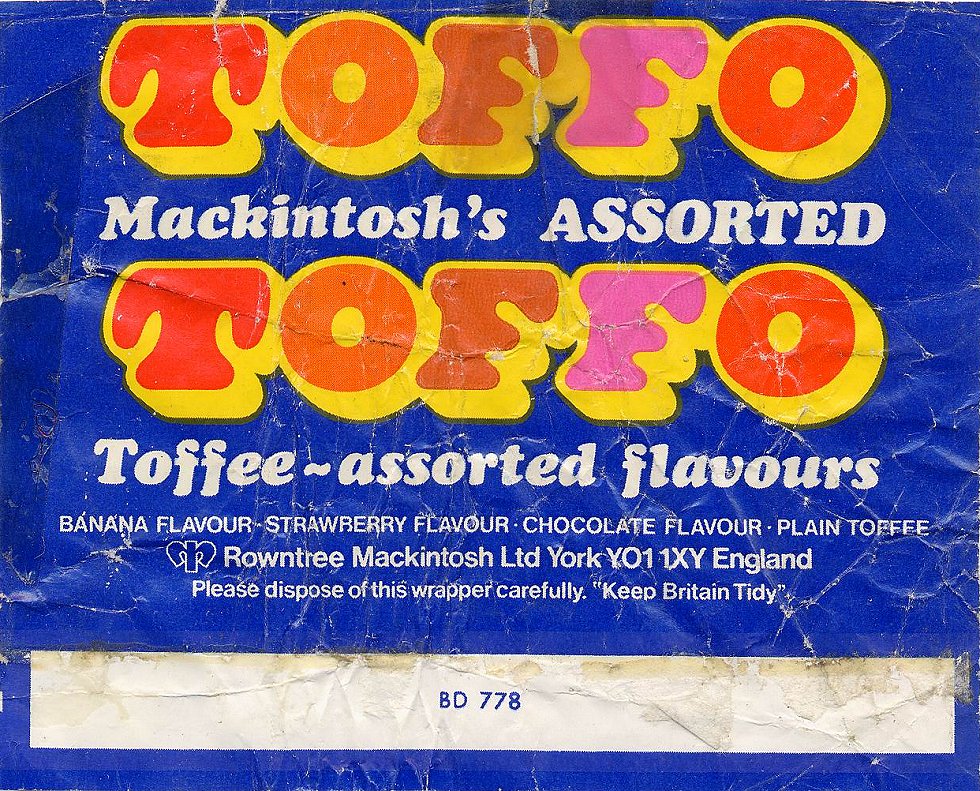 TOFFO
Mackintosh's ASSORTED
TOFFO
Toffee~assorted flavours
BANANA FLAVOUR · STRAWBERRY FLAVOUR · CHOCOLATE FLAVOUR · PLAIN TOFFEE
Rowntree Mackintosh Ltd York YO1 1XY England
Please dispose of this wrapper carefully. "Keep Britain Tidy".
BD 778